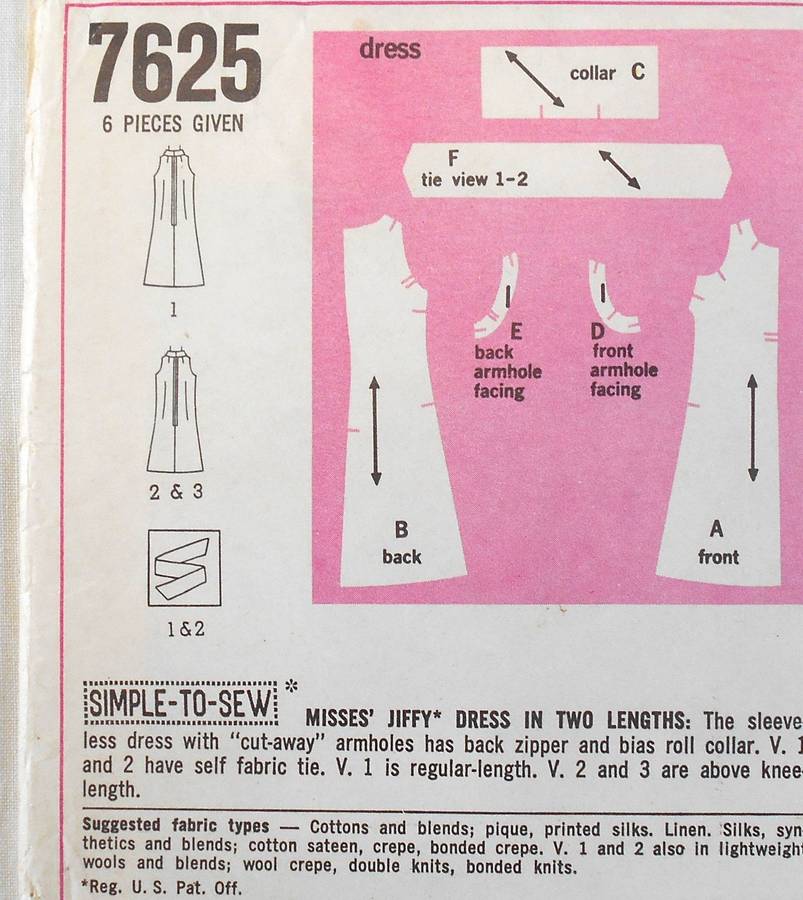 7625
6 PIECES GIVEN
1
2 & 3
1&2
dress
collar C
F
tie view 1-2
E
back
armhole
facing
D
front
armhole
facing
B
back
A
front
SIMPLE-TO-SEW*
MISSES' JIFFY* DRESS IN TWO LENGTHS: The sleeve-
less dress with "cut-away" armholes has back zipper and bias roll collar. V. 1
and 2 have self fabric tie. V. 1 is regular-length. V. 2 and 3 are above knee-
length.
Suggested fabric types — Cottons and blends; pique, printed silks. Linen. Silks, syn-
thetics and blends; cotton sateen, crepe, bonded crepe. V. 1 and 2 also in lightweight
wools and blends; wool crepe, double knits, bonded knits.
*Reg. U. S. Pat. Off.